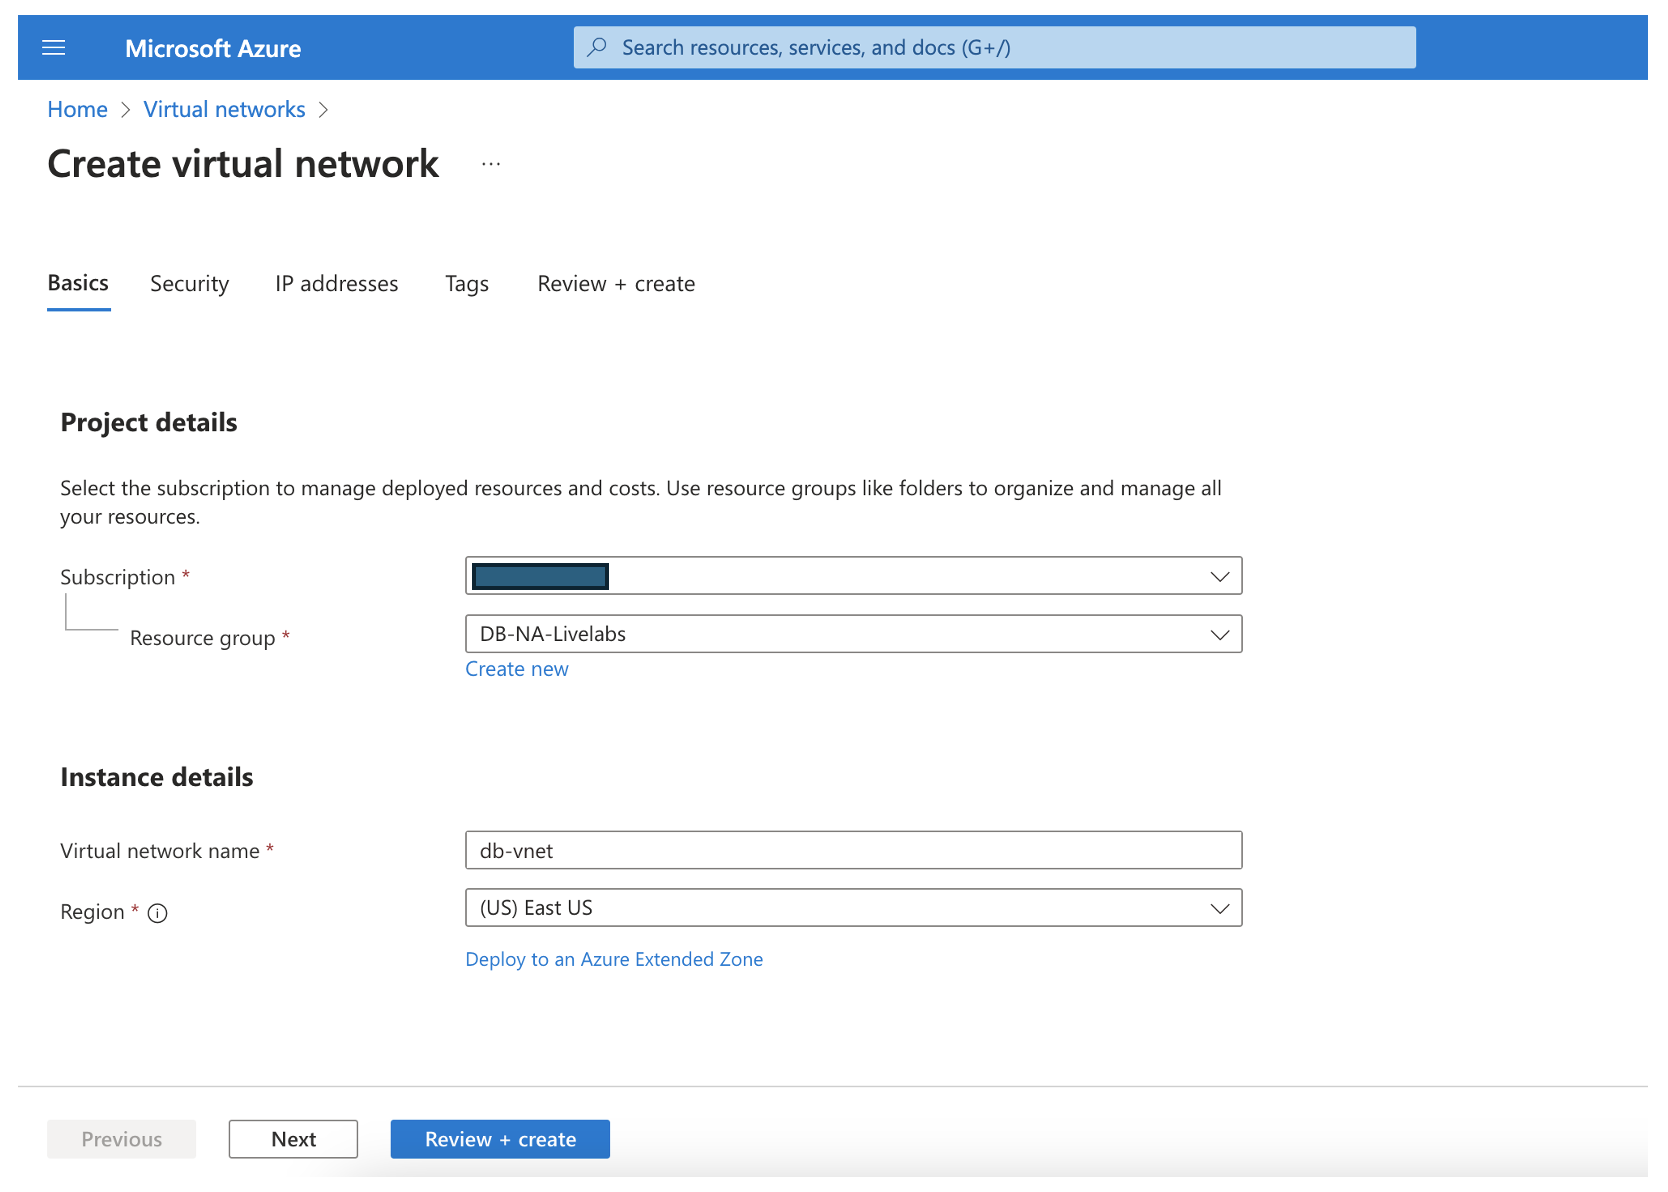 Microsoft Azure
Search resources, services, and docs (G+/)
Home > Virtual networks >
Create virtual network ...
Basics Security IP addresses Tags Review + create
Project details
Select the subscription to manage deployed resources and costs. Use resource groups like folders to organize and manage all
your resources.
Subscription *
Resource group * DB-NA-Livelabs
Create new
Instance details
Virtual network name * db-vnet
Region * (US) East US
Deploy to an Azure Extended Zone
Previous Next Review + create